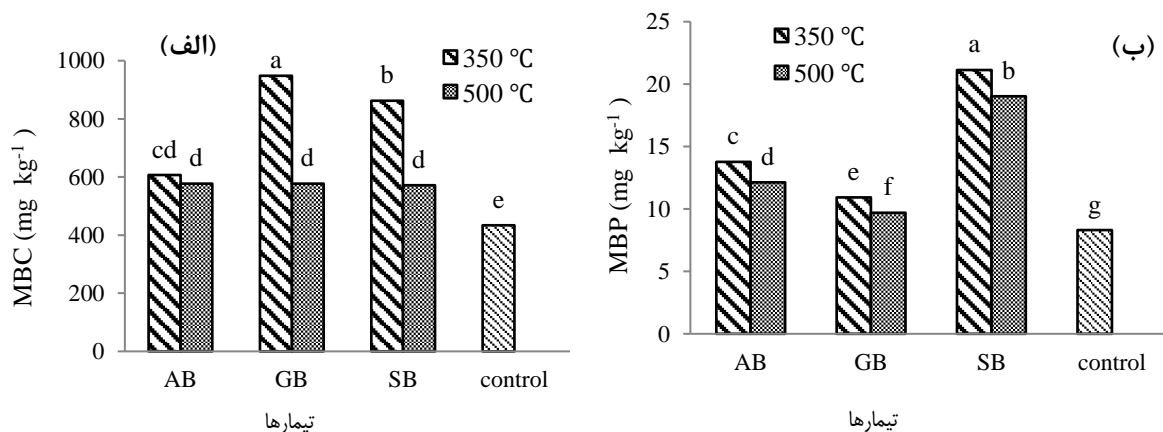 (الف)
350 °C
500 °C
MBC (mg kg-1 )
1000
800
600
400
200
0
cd
d
a
d
b
d
e
AB
GB
SB
control
تیمارها
(ب)
350 °C
500 °C
MBP (mg kg-1 )
25
20
15
10
5
0
c
d
e
f
a
b
g
AB
GB
SB
control
تیمارها